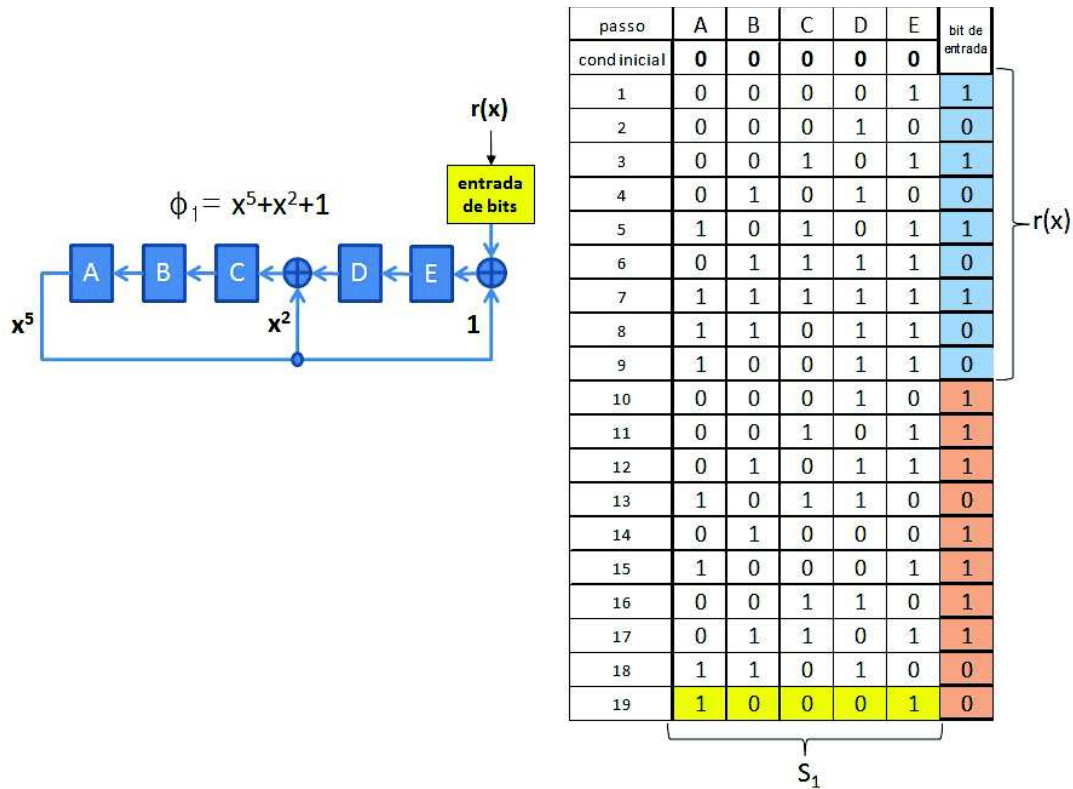 r(x)
entrada
de bits
ϕ₁= x⁵+x²+1
A B C D E
x⁵ x² 1
passo A B C D E bit de entrada
cond inicial 0 0 0 0 0
1 0 0 0 0 1 1
2 0 0 0 1 0 0
3 0 0 1 0 1 1
4 0 1 0 1 0 0
5 1 0 1 0 1 1
6 0 1 1 1 1 0
7 1 1 1 1 1 1
8 1 1 0 1 1 0
9 1 0 0 1 1 0
10 0 0 0 1 0 1
11 0 0 1 0 1 1
12 0 1 0 1 1 1
13 1 0 1 1 0 0
14 0 1 0 0 0 1
15 1 0 0 0 1 1
16 0 0 1 1 0 1
17 0 1 1 0 1 1
18 1 1 0 1 0 0
19 1 0 0 0 1 0
r(x)
S₁